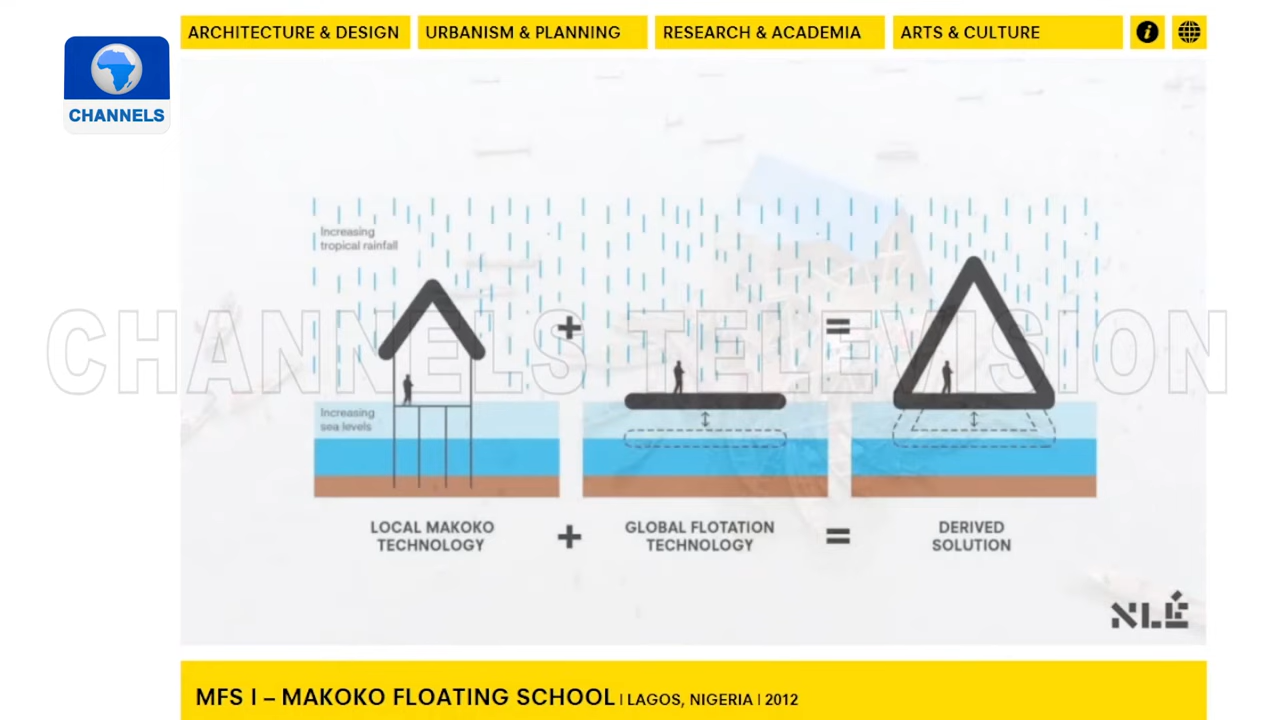 ARCHITECTURE & DESIGN
URBANISM & PLANNING
RESEARCH & ACADEMIA
ARTS & CULTURE
i
CHANNELS
Increasing
tropical rainfall
+
=
CHANNELS TELEVISION
Increasing
sea levels
LOCAL MAKOKO
TECHNOLOGY
+
GLOBAL FLOTATION
TECHNOLOGY
=
DERIVED
SOLUTION
NLÉ
MFS I – MAKOKO FLOATING SCHOOL | LAGOS, NIGERIA | 2012